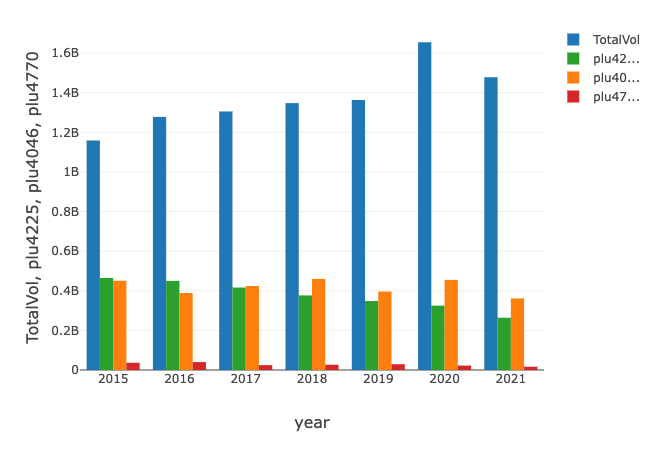 TotalVol
plu42...
plu40...
plu47...
TotalVol, plu4225, plu4046, plu4770
1.6B
1.4B
1.2B
1B
0.8B
0.6B
0.4B
0.2B
0
2015 2016 2017 2018 2019 2020 2021
year